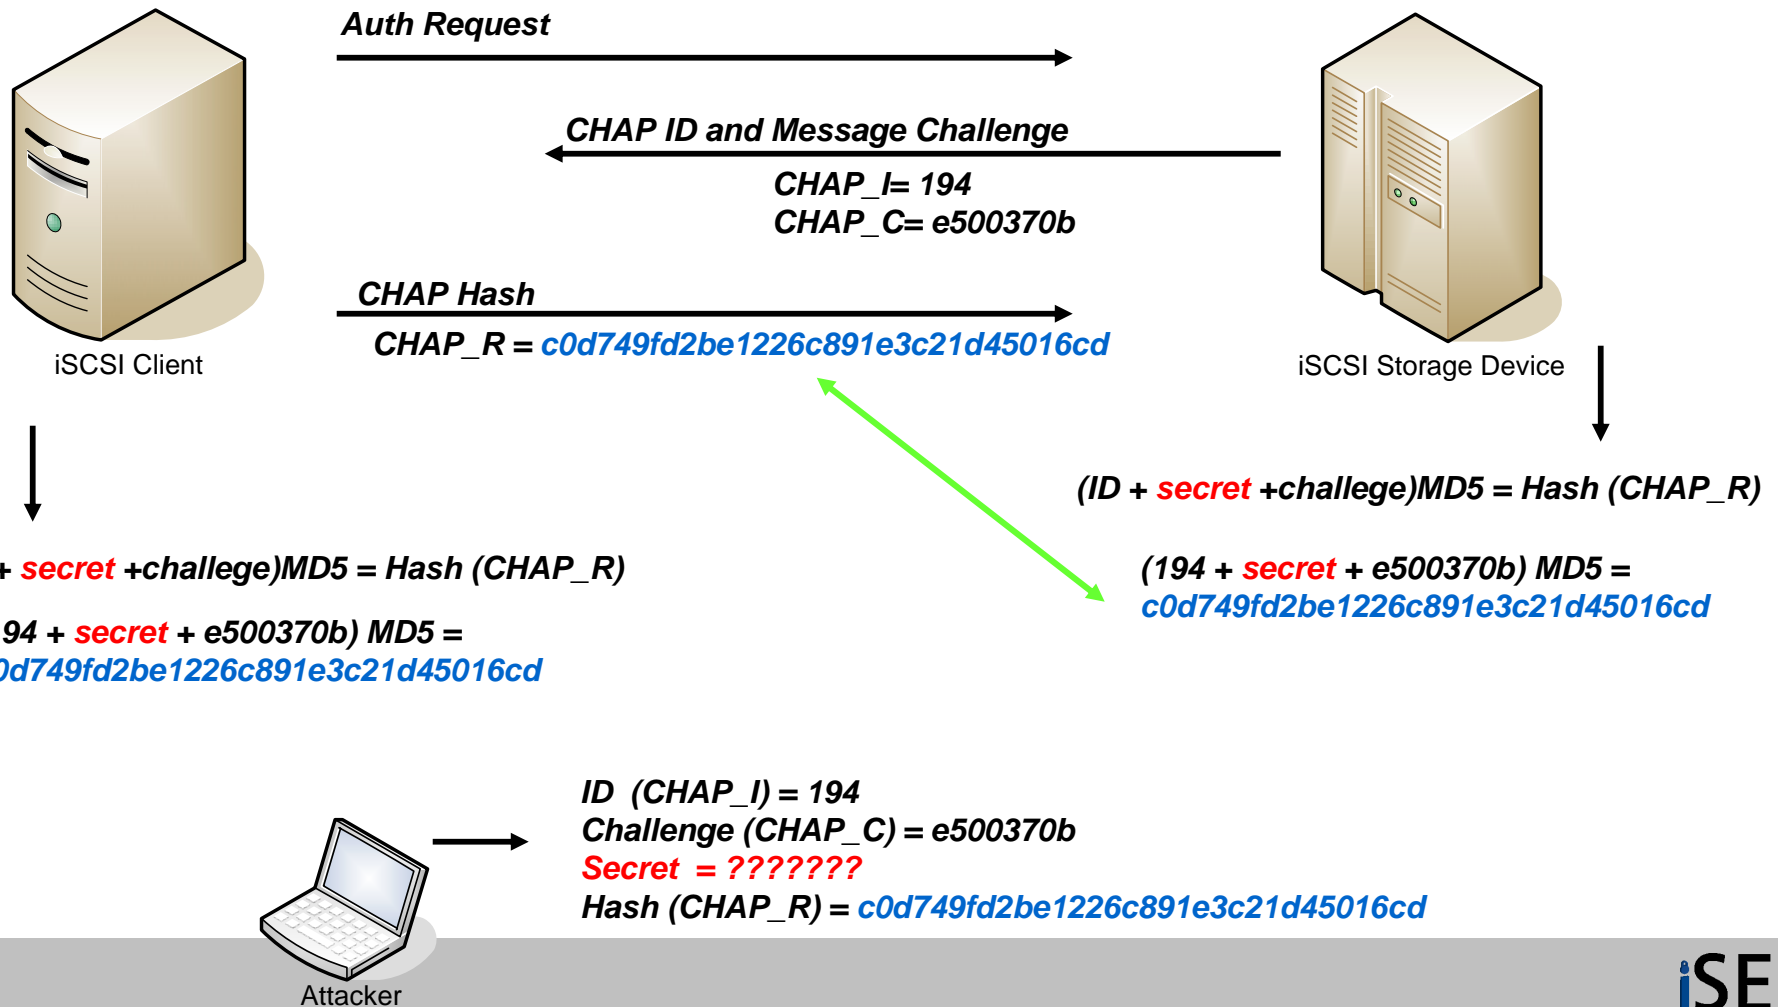 Auth Request
CHAP ID and Message Challenge
CHAP_I= 194
CHAP_C= e500370b
CHAP Hash
CHAP_R = c0d749fd2be1226c891e3c21d45016cd
iSCSI Client
iSCSI Storage Device
(ID + secret +challege)MD5 = Hash (CHAP_R)
(194 + secret + e500370b) MD5 =
c0d749fd2be1226c891e3c21d45016cd
+ secret +challege)MD5 = Hash (CHAP_R)
94 + secret + e500370b) MD5 =
0d749fd2be1226c891e3c21d45016cd
ID (CHAP_I) = 194
Challenge (CHAP_C) = e500370b
Secret = ???????
Hash (CHAP_R) = c0d749fd2be1226c891e3c21d45016cd
Attacker
iSE